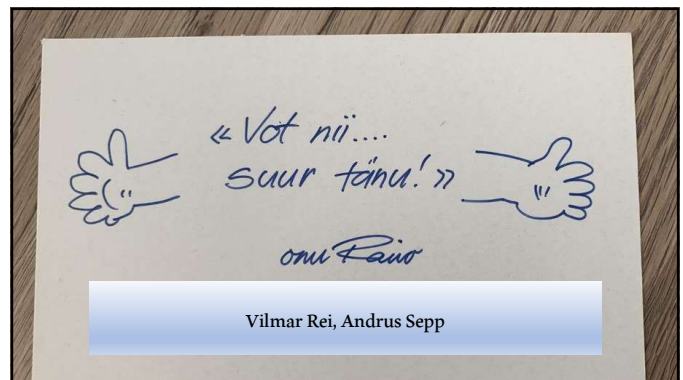 « Vot nii....
suur tänu! »
onu Raivo
Vilmar Rei, Andrus Sepp